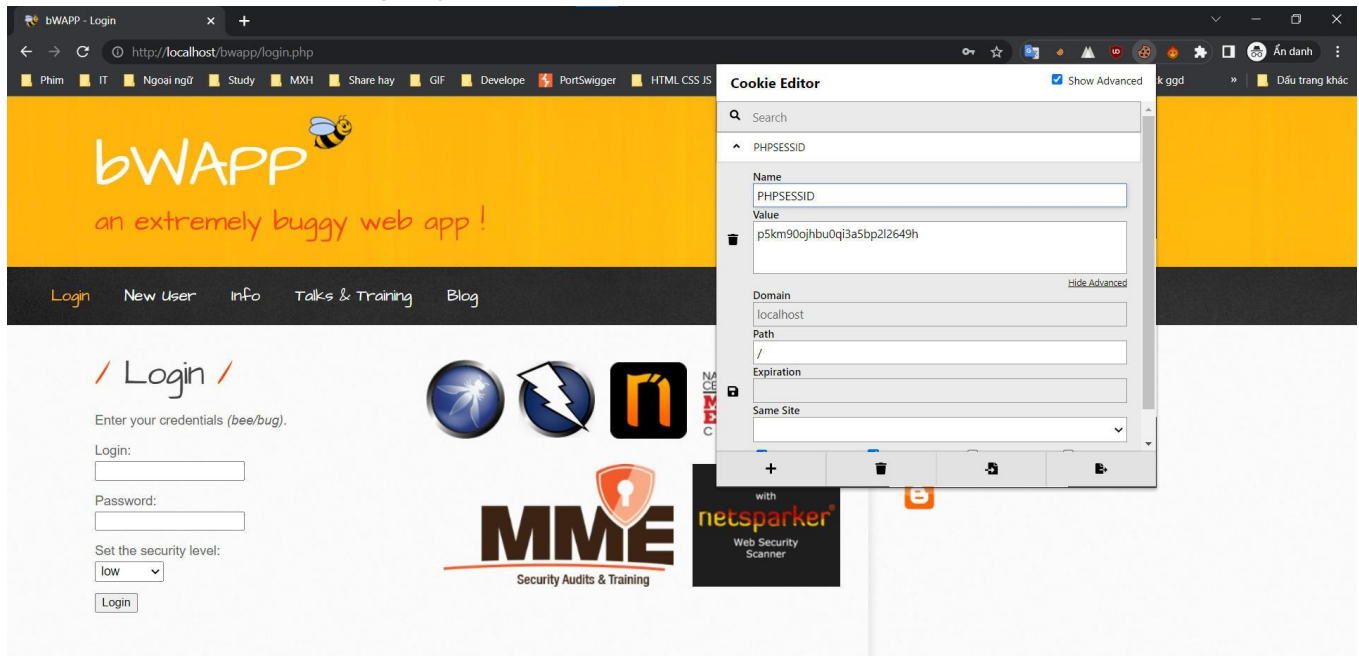 bWAPP - Login
http://localhost/bwapp/login.php
Ẩn danh
Phim IT Ngoại ngữ Study MXH Share hay GIF Develope PortSwigger HTML CSS JS k ggd » Dấu trang khác
Cookie Editor
Show Advanced
Search
PHPSESSID
Name
PHPSESSID
Value
p5km90ojhbu0qi3a5bp2l2649h
Hide Advanced
Domain
localhost
Path
/
Expiration
Same Site
bWAPP
an extremely buggy web app !
Login New User Info Talks & Training Blog
/ Login /
Enter your credentials (bee/bug).
Login:
Password:
Set the security level:
low
Login
MME
Security Audits & Training
with
netsparker
Web Security
Scanner